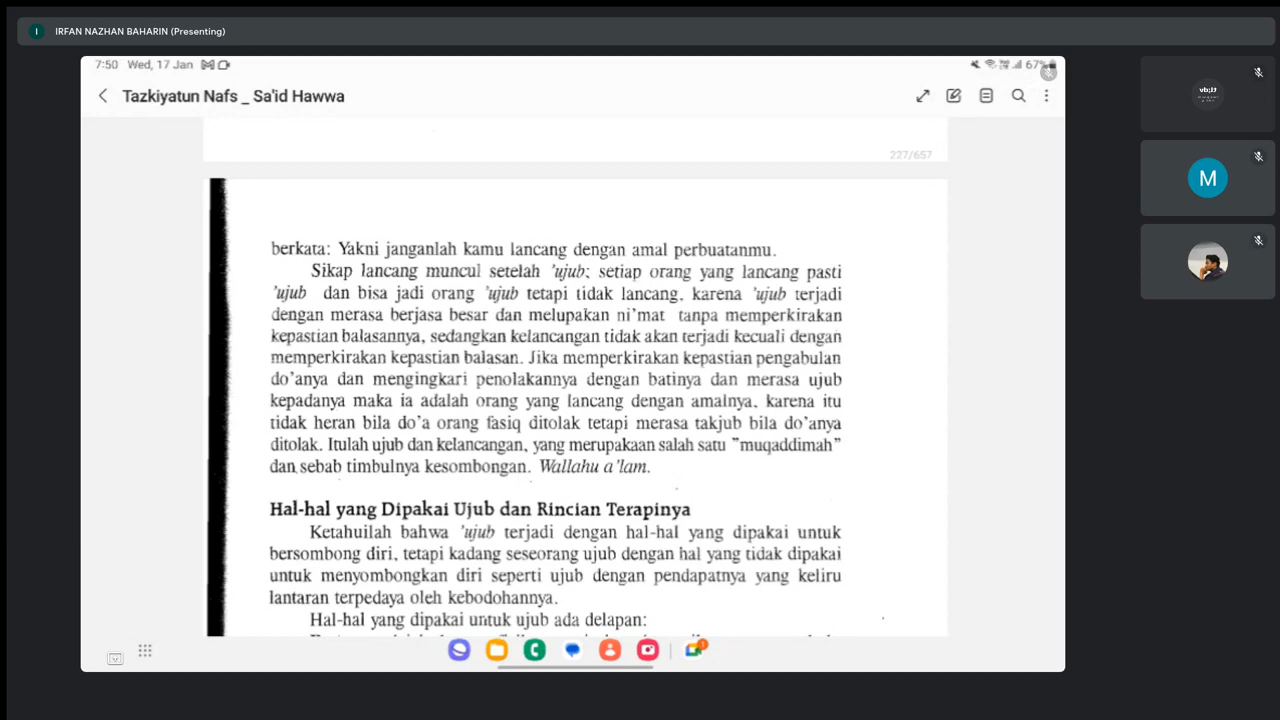 IRFAN NAZHAN BAHARIN (Presenting)
7:50 Wed, 17 Jan
67%
Tazkiyatun Nafs _ Sa'id Hawwa
227/657
berkata: Yakni janganlah kamu lancang dengan amal perbuatanmu.
Sikap lancang muncul setelah 'ujub; setiap orang yang lancang pasti
'ujub dan bisa jadi orang 'ujub tetapi tidak lancang, karena 'ujub terjadi
dengan merasa berjasa besar dan melupakan ni'mat tanpa memperkirakan
kepastian balasannya, sedangkan kelancangan tidak akan terjadi kecuali dengan
memperkirakan kepastian balasan. Jika memperkirakan kepastian pengabulan
do'anya dan mengingkari penolakannya dengan batinya dan merasa ujub
kepadanya maka ia adalah orang yang lancang dengan amalnya, karena itu
tidak heran bila do'a orang fasiq ditolak tetapi merasa takjub bila do'anya
ditolak. Itulah ujub dan kelancangan, yang merupakaan salah satu "muqaddimah"
dan sebab timbulnya kesombongan. Wallahu a'lam.
Hal-hal yang Dipakai Ujub dan Rincian Terapinya
Ketahuilah bahwa 'ujub terjadi dengan hal-hal yang dipakai untuk
bersombong diri, tetapi kadang seseorang ujub dengan hal yang tidak dipakai
untuk menyombongkan diri seperti ujub dengan pendapatnya yang keliru
lantaran terpedaya oleh kebodohannya.
Hal-hal yang dipakai untuk ujub ada delapan:
M